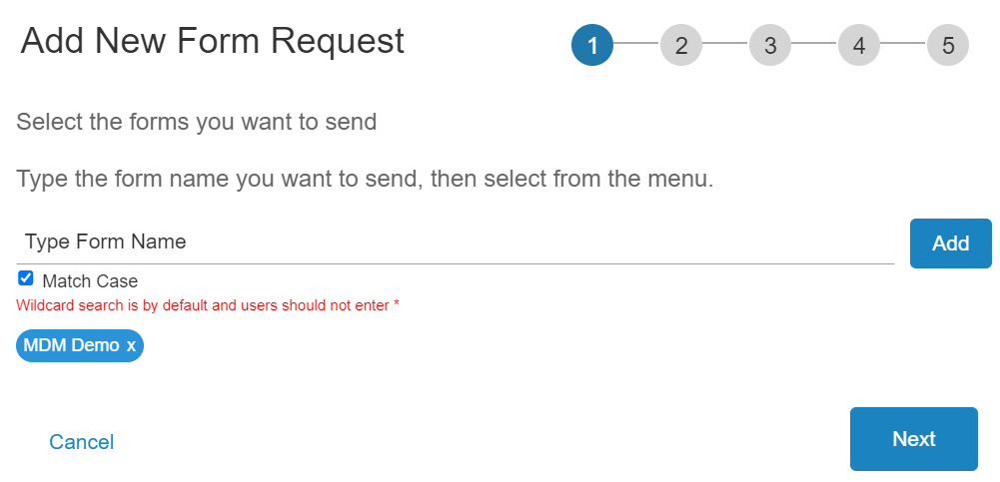 Add New Form Request
1 2 3 4 5
Select the forms you want to send
Type the form name you want to send, then select from the menu.
Type Form Name
Add
Match Case
Wildcard search is by default and users should not enter *
MDM Demo x
Cancel
Next